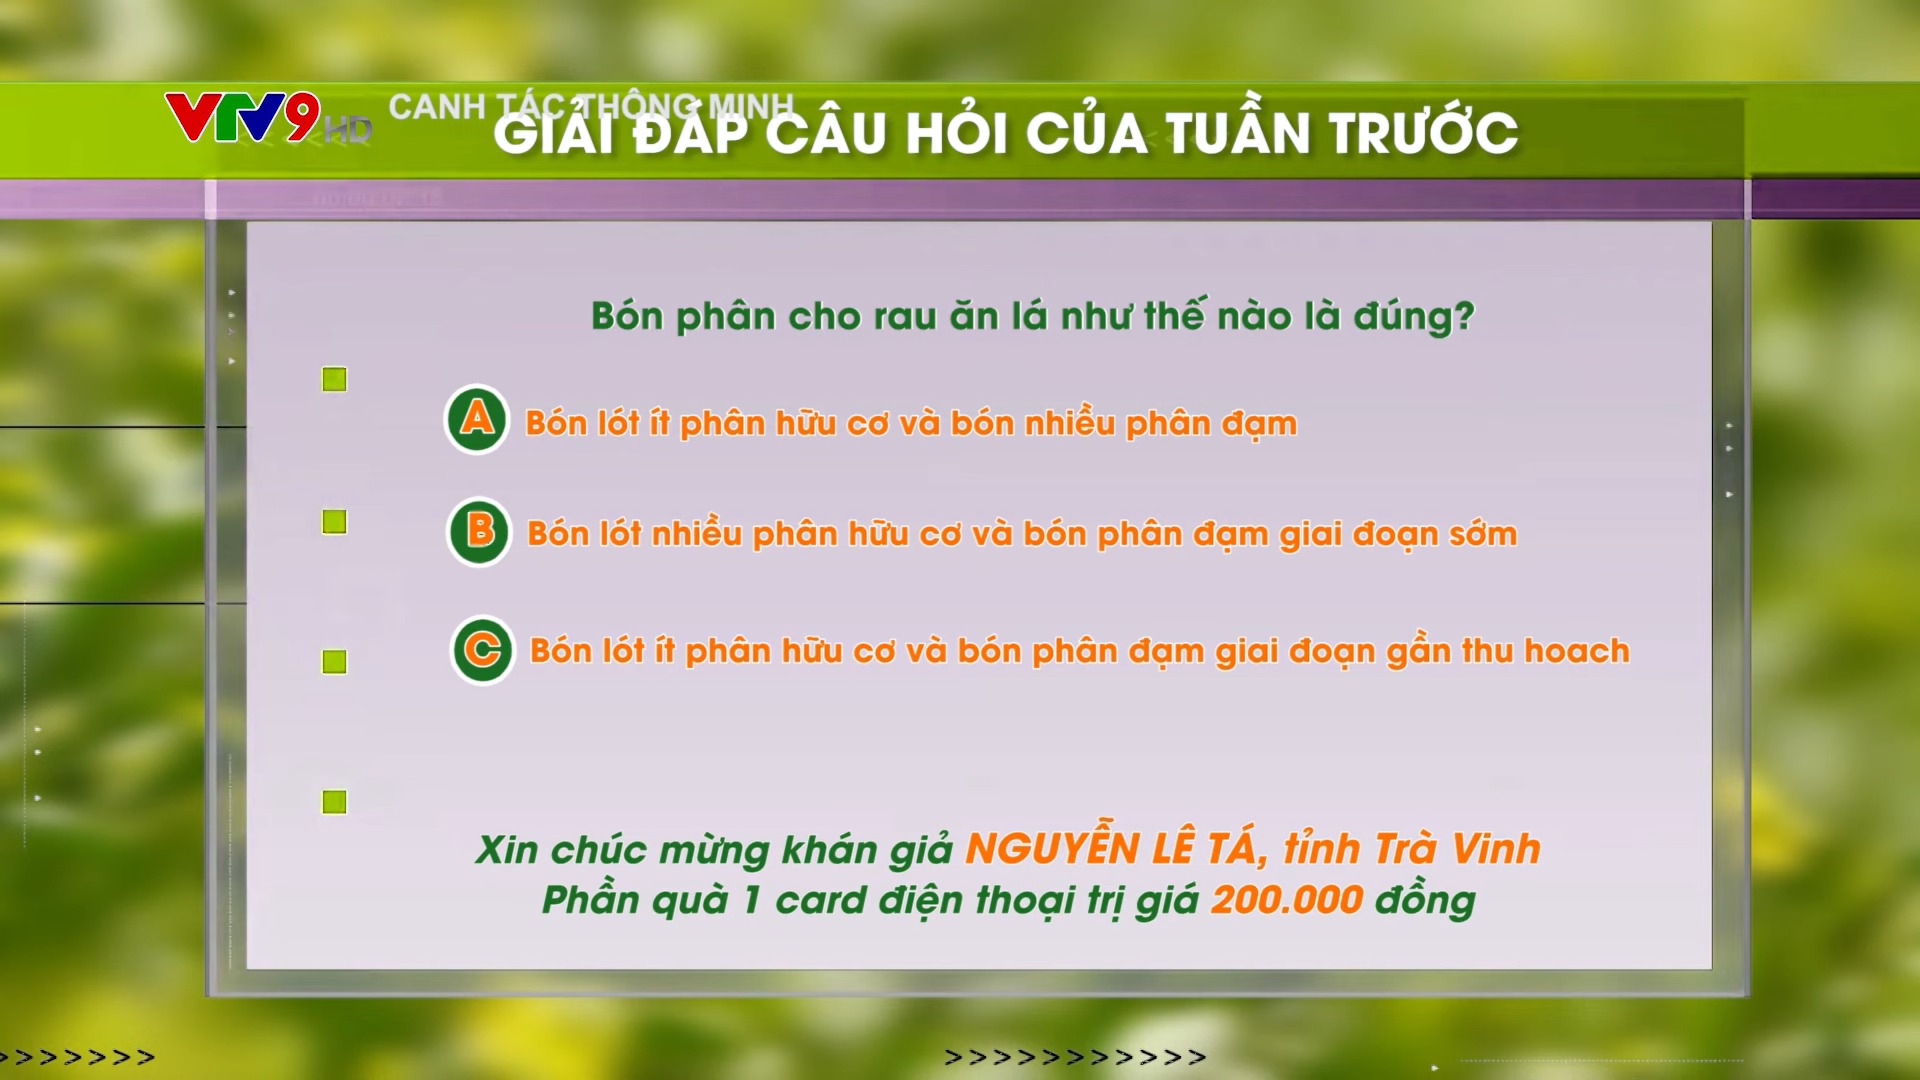 VTV9 HD
CANH TÁC THÔNG MINH
GIẢI ĐÁP CÂU HỎI CỦA TUẦN TRƯỚC
Bón phân cho rau ăn lá như thế nào là đúng?
A Bón lót ít phân hữu cơ và bón nhiều phân đạm
B Bón lót nhiều phân hữu cơ và bón phân đạm giai đoạn sớm
C Bón lót ít phân hữu cơ và bón phân đạm giai đoạn gần thu hoach
Xin chúc mừng khán giả NGUYỄN LÊ TÁ, tỉnh Trà Vinh
Phần quà 1 card điện thoại trị giá 200.000 đồng